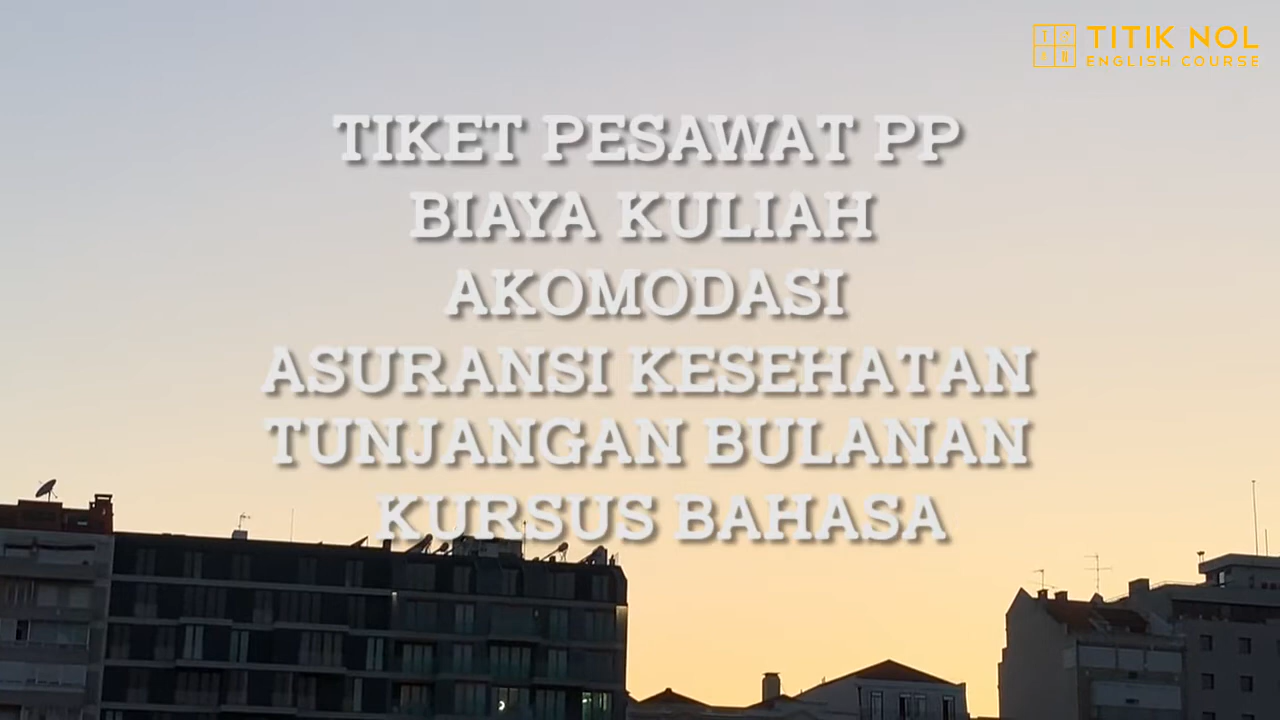 TITIK NOL
ENGLISH COURSE
TIKET PESAWAT PP
BIAYA KULIAH
AKOMODASI
ASURANSI KESEHATAN
TUNJANGAN BULANAN
KURSUS BAHASA